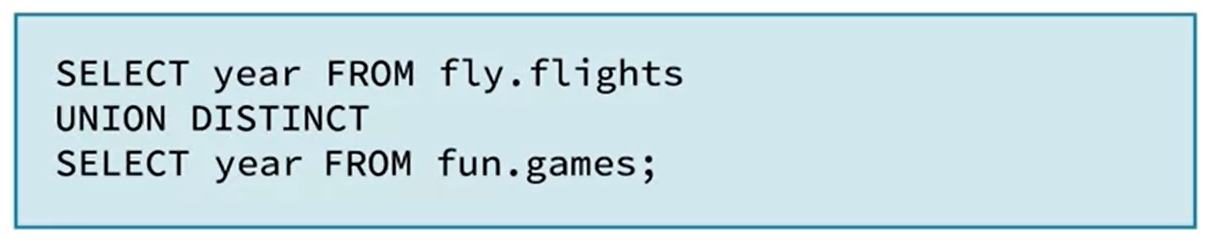 SELECT year FROM fly.flights
UNION DISTINCT
SELECT year FROM fun.games;